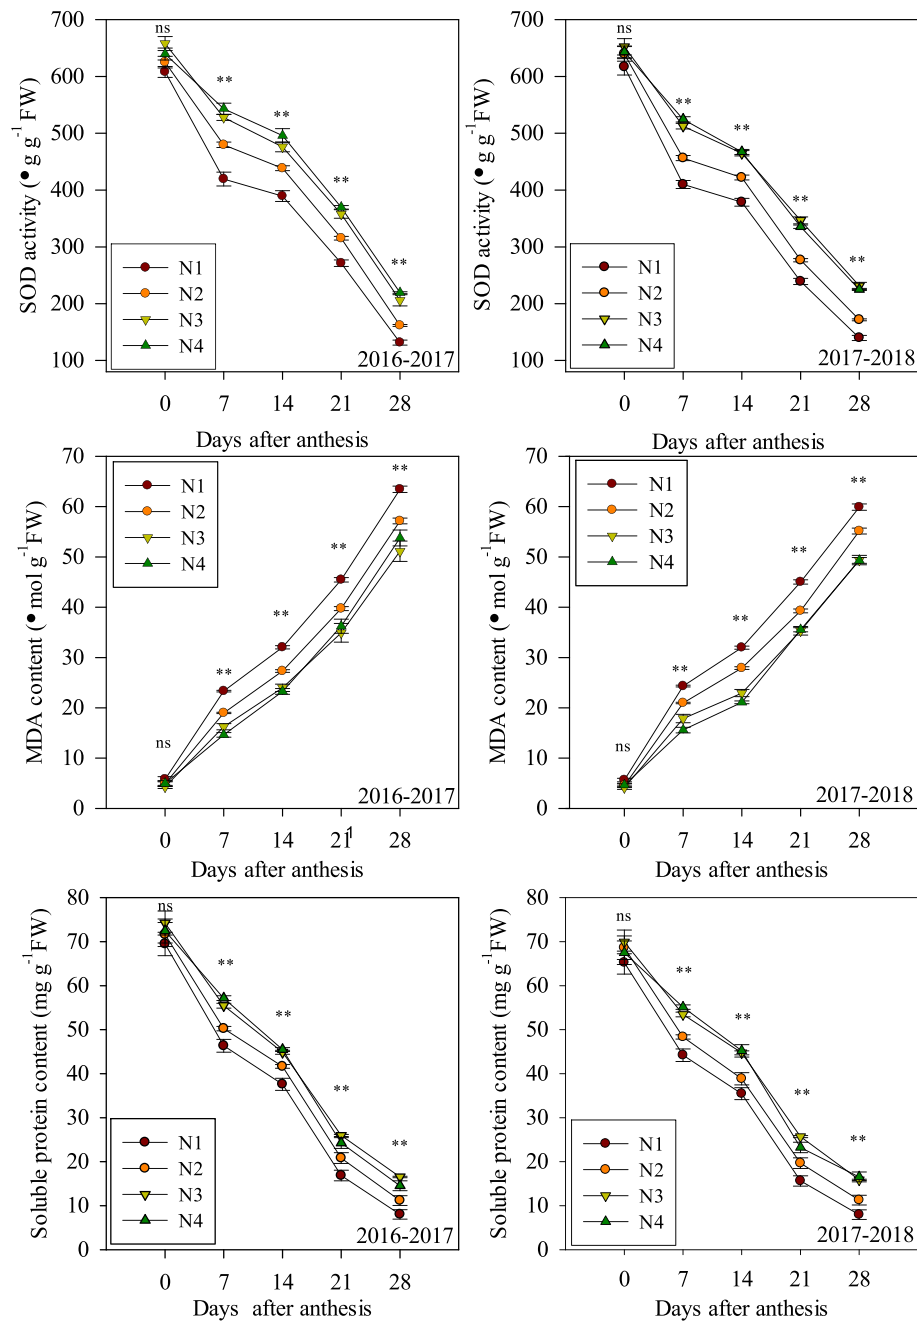 700
600
500
400
300
200
100
SOD activity (•g g-1 FW)
ns
**
**
**
**
N1
N2
N3
N4
2016-2017
0 7 14 21 28
Days after anthesis
700
600
500
400
300
200
100
SOD activity (•g g-1 FW)
ns
**
**
**
**
N1
N2
N3
N4
2017-2018
0 7 14 21 28
Days after anthesis
70
60
50
40
30
20
10
0
MDA content (•mol g-1FW)
ns
**
**
**
**
N1
N2
N3
N4
2016-2017
0 7 14 21 28
Days after anthesis
70
60
50
40
30
20
10
0
MDA content (•mol g-1FW)
ns
**
**
**
**
N1
N2
N3
N4
2017-2018
0 7 14 21 28
Days after anthesis
80
70
60
50
40
30
20
10
0
Soluble protein content (mg g-1FW)
ns
**
**
**
**
N1
N2
N3
N4
2016-2017
0 7 14 21 28
Days after anthesis
80
70
60
50
40
30
20
10
0
Soluble protein content (mg g-1FW)
ns
**
**
**
**
N1
N2
N3
N4
2017-2018
0 7 14 21 28
Days after anthesis